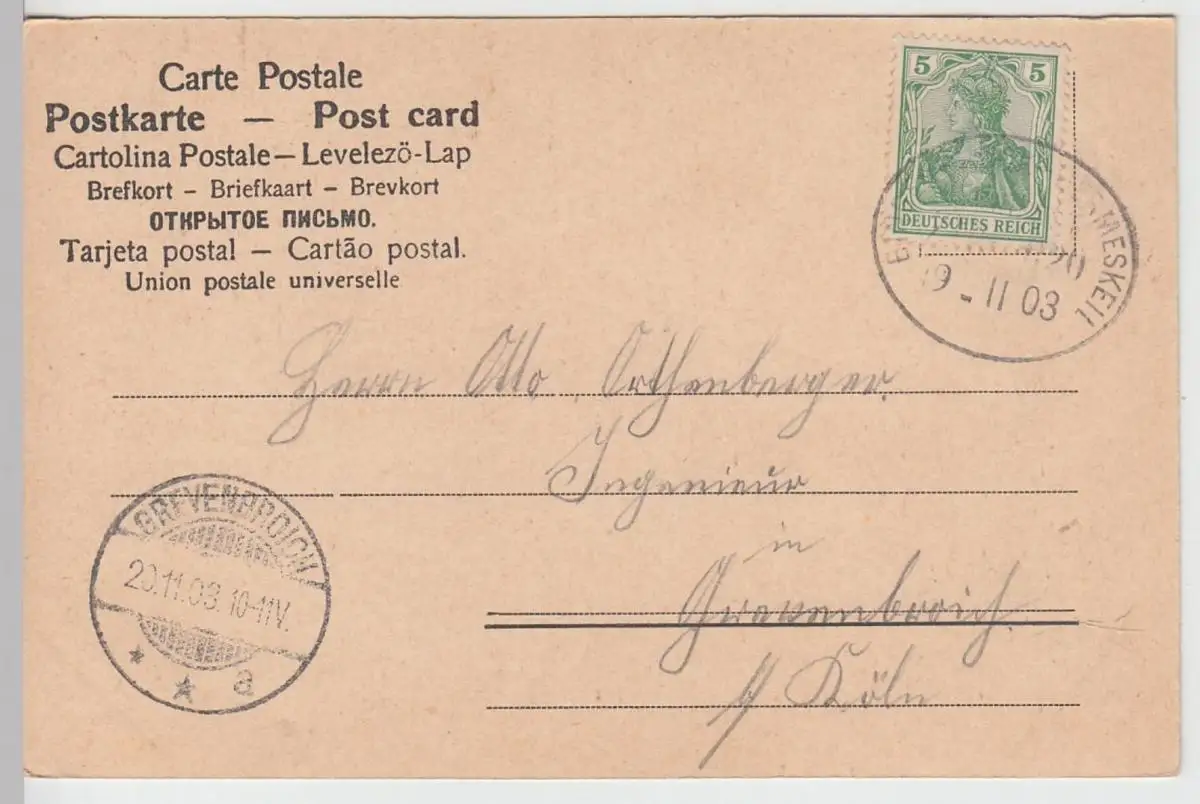 Carte Postale
Postkarte — Post card
Cartolina Postale — Levelezö-Lap
Brefkort - Briefkaart - Brevkort
ОТКРЫТОЕ ПИСЬМО.
Tarjeta postal — Cartão postal.
Union postale universelle
5 5
DEUTSCHES REICH
9 - 11 03
Herrn Otto Orthenberger
Ingenieur
in
Grevenbroich
Köln
GREVENBROICH
20.11.03. 10-11V.
* * a